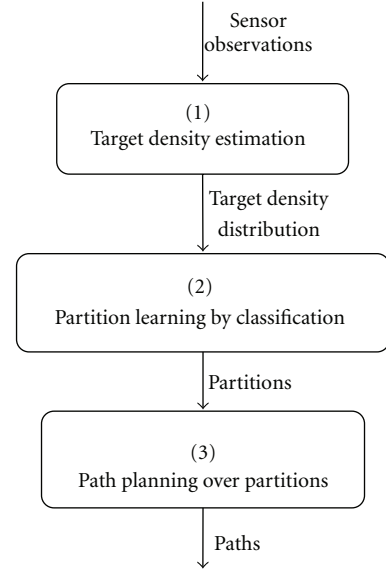 Sensor
observations
(1)
Target density estimation
Target density
distribution
(2)
Partition learning by classification
Partitions
(3)
Path planning over partitions
Paths